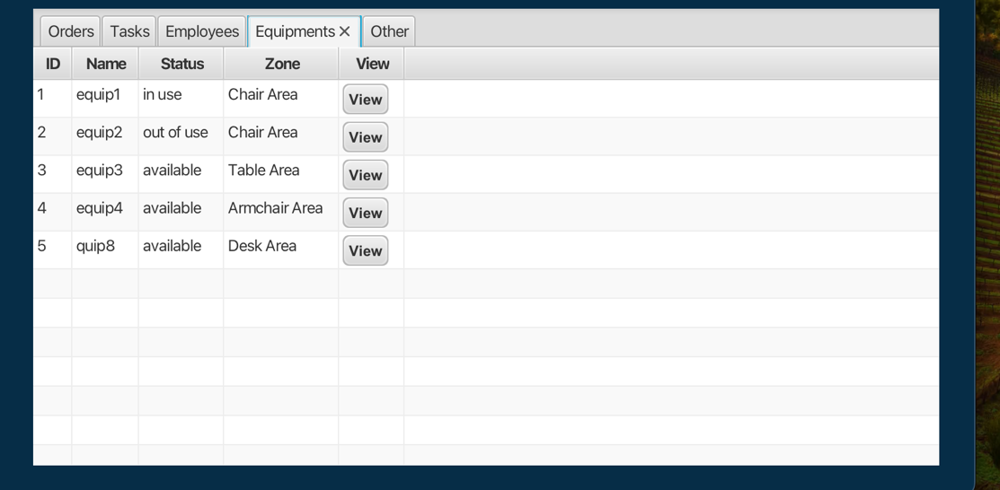 Orders Tasks Employees Equipments × Other
ID Name Status Zone View
1 equip1 in use Chair Area View
2 equip2 out of use Chair Area View
3 equip3 available Table Area View
4 equip4 available Armchair Area View
5 quip8 available Desk Area View